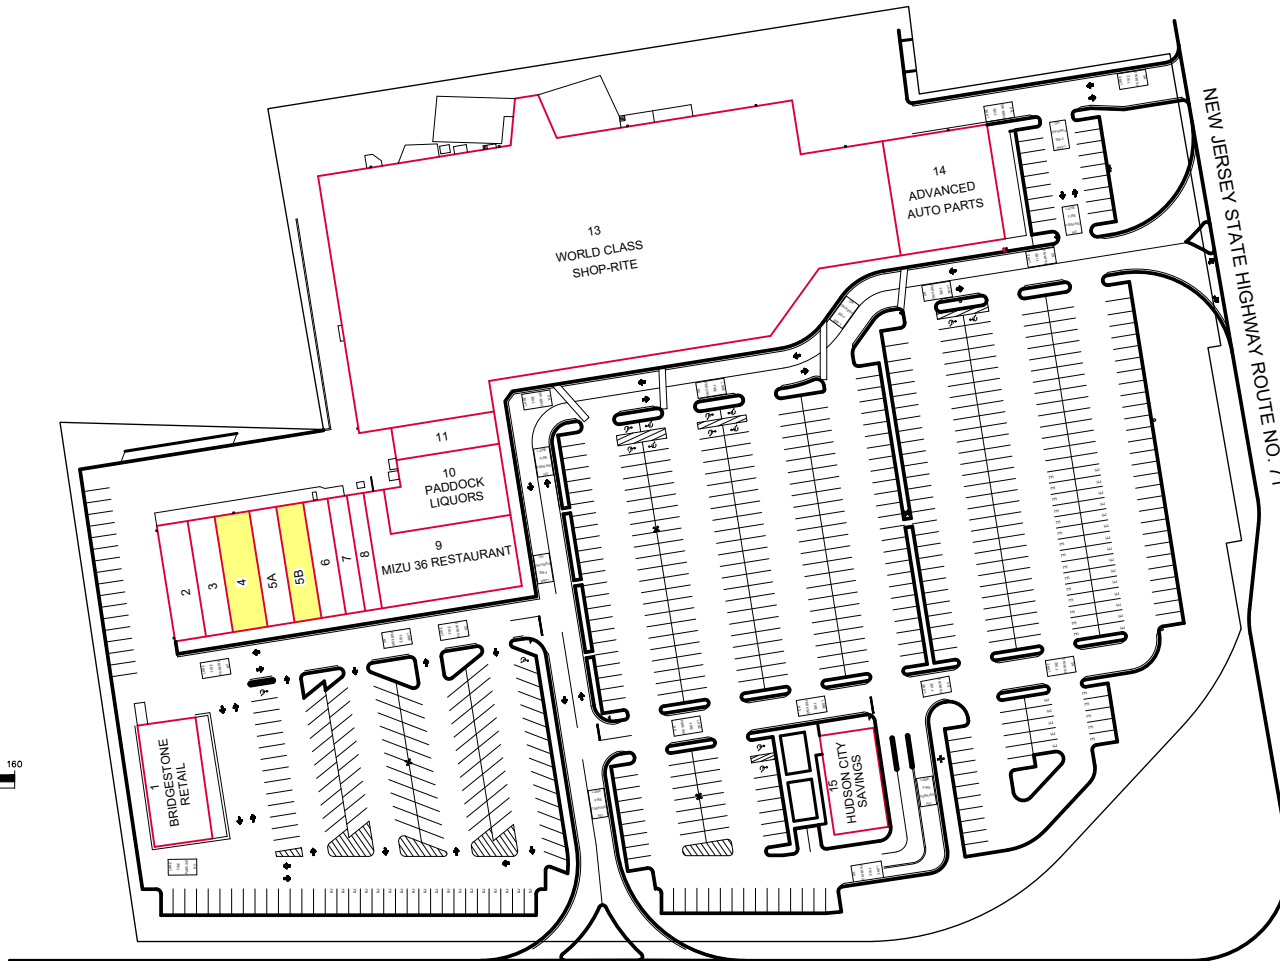 NEW JERSEY STATE HIGHWAY ROUTE NO. 71
14
ADVANCED
AUTO PARTS
13
WORLD CLASS
SHOP-RITE
11
10
PADDOCK
LIQUORS
9
MIZU 36 RESTAURANT
2
3
4
5A
5B
6
7
8
1
BRIDGESTONE
RETAIL
15
HUDSON CITY
SAVINGS
160